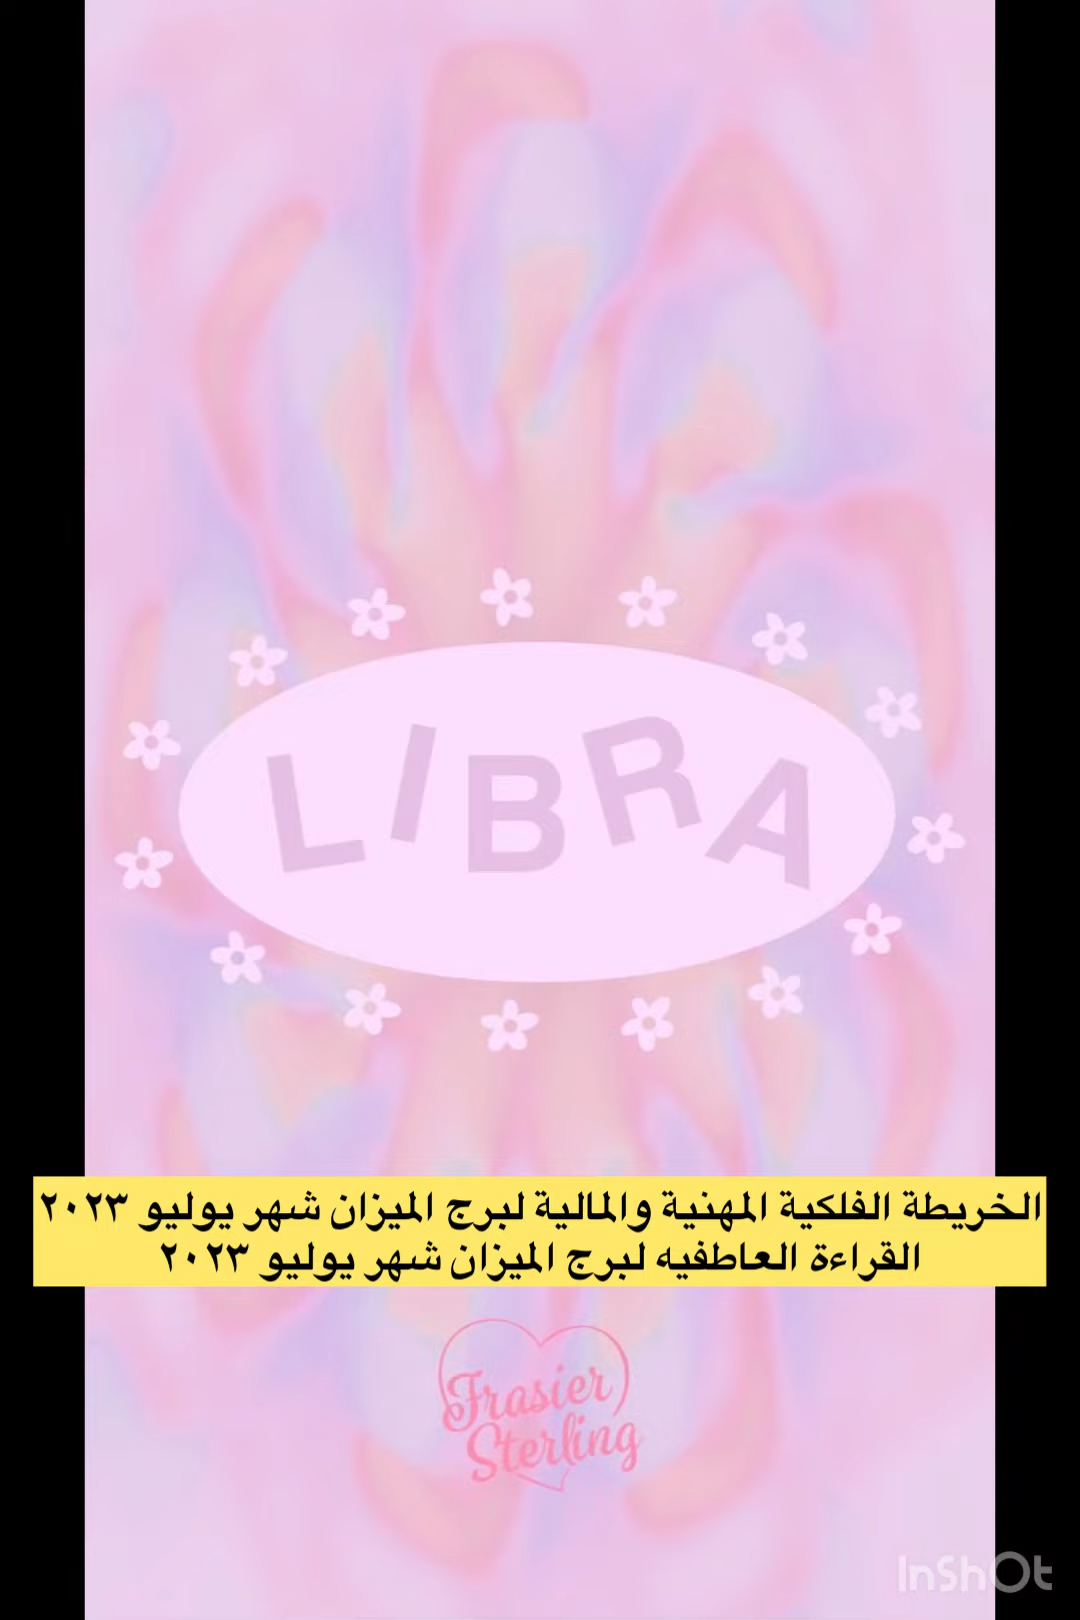 LIBRA
الخريطة الفلكية المهنية والمالية لبرج الميزان شهر يوليو ٢٠٢٣
القراءة العاطفيه لبرج الميزان شهر يوليو ٢٠٢٣
Frasier
Sterling
InShOt